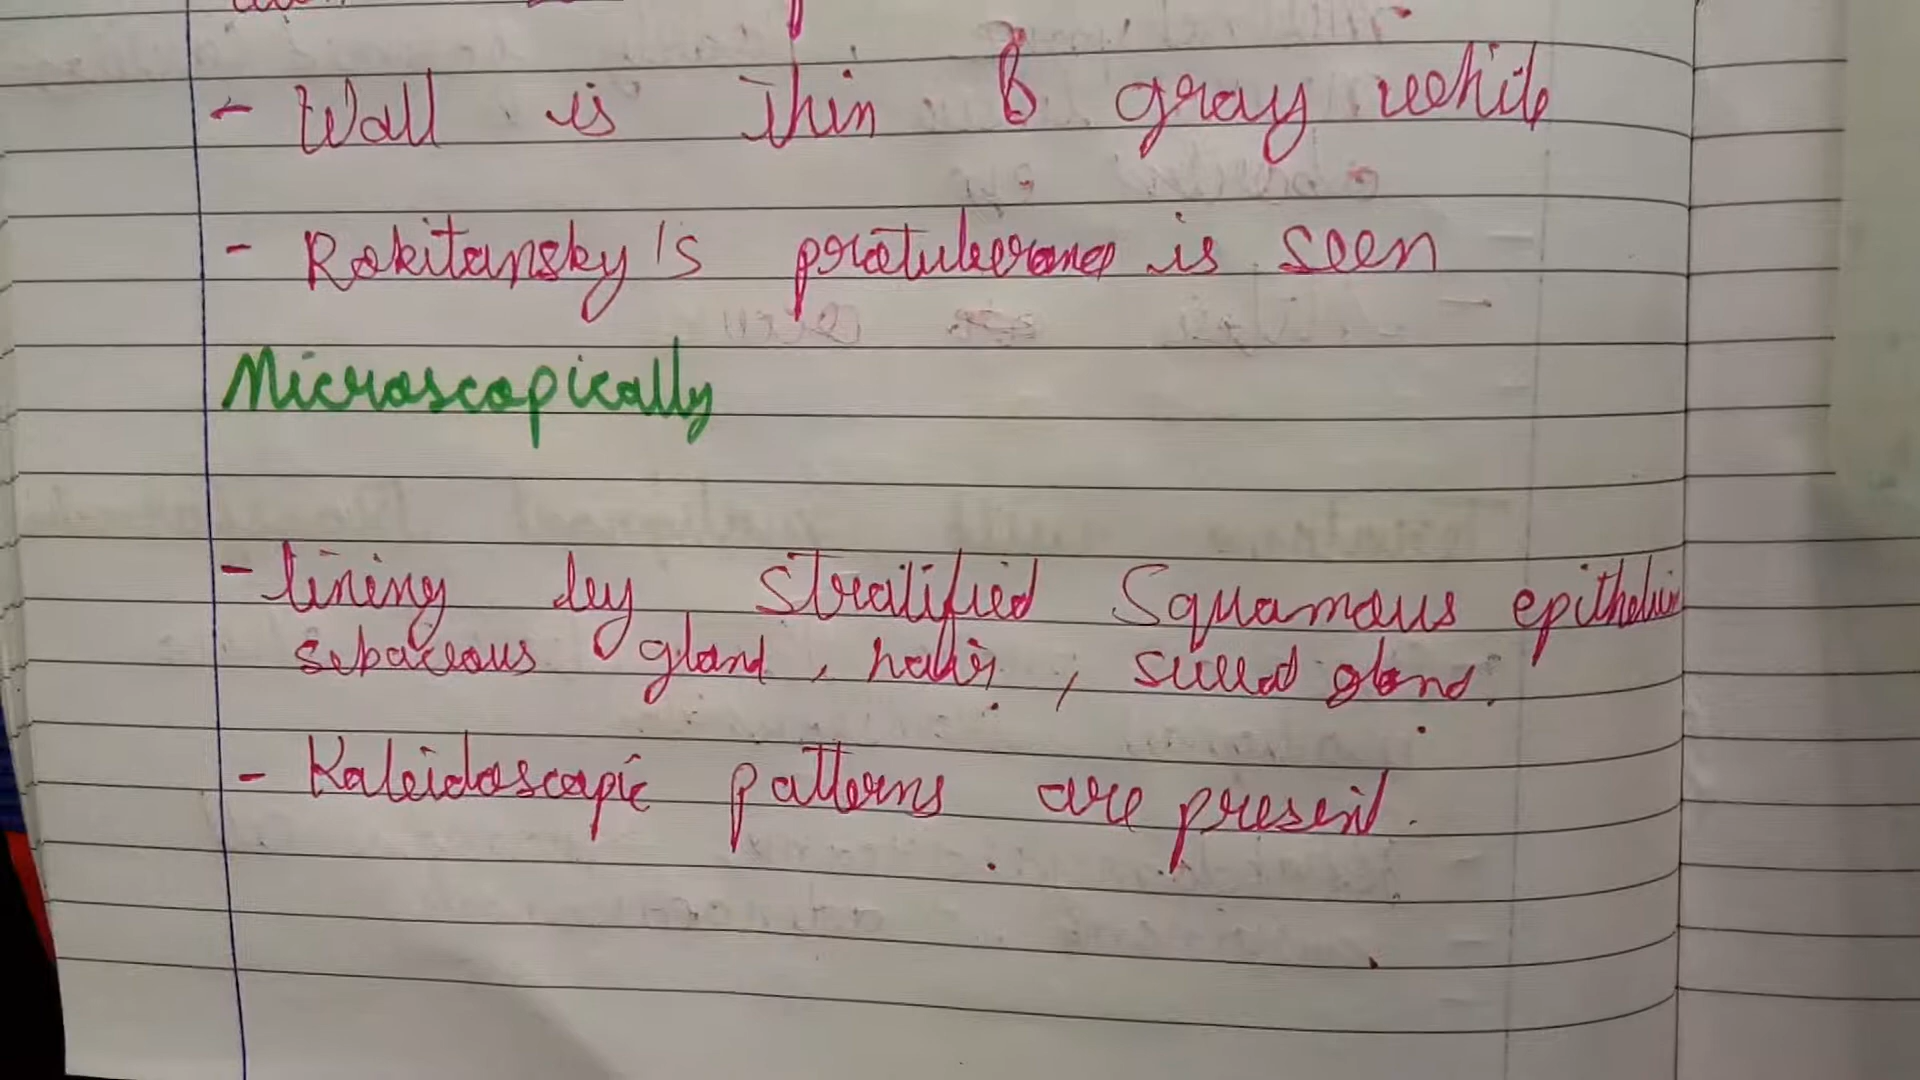 - Wall is thin & gray white
- Rokitansky's protuberance is seen
Microscopically
- lining by stratified Squamous epithelium
sebaceous gland, hair, sweat gland.
- Kaleidoscopic patterns are present.